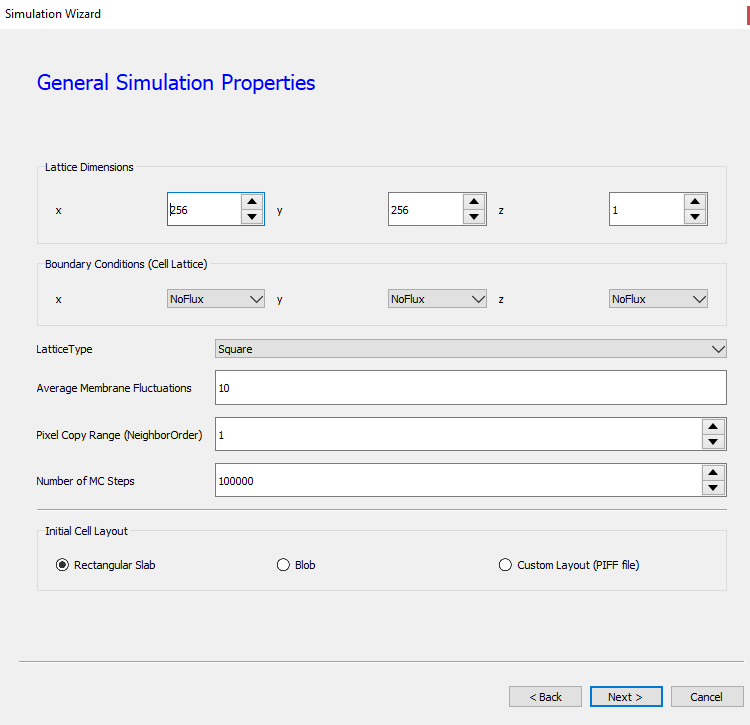 Simulation Wizard
General Simulation Properties
Lattice Dimensions
x 256 y 256 z 1
Boundary Conditions (Cell Lattice)
x NoFlux y NoFlux z NoFlux
LatticeType Square
Average Membrane Fluctuations 10
Pixel Copy Range (NeighborOrder) 1
Number of MC Steps 100000
Initial Cell Layout
Rectangular Slab Blob Custom Layout (PIFF file)
< Back Next > Cancel